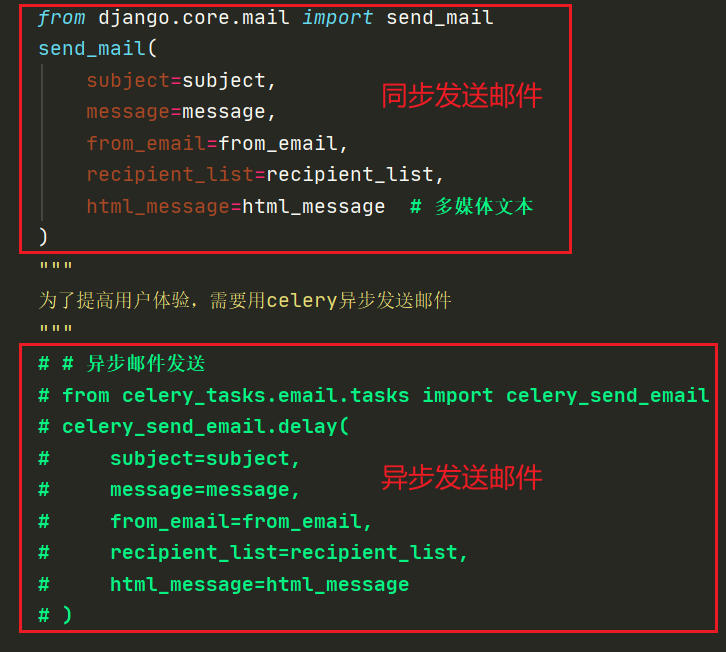 from django.core.mail import send_mail
send_mail(
    subject=subject,
    message=message,
同步发送邮件
    from_email=from_email,
    recipient_list=recipient_list,
    html_message=html_message  # 多媒体文本
)
"""
为了提高用户体验，需要用celery异步发送邮件
"""
# # 异步邮件发送
# from celery_tasks.email.tasks import celery_send_email
# celery_send_email.delay(
#     subject=subject,
#     message=message,
异步发送邮件
#     from_email=from_email,
#     recipient_list=recipient_list,
#     html_message=html_message
# )